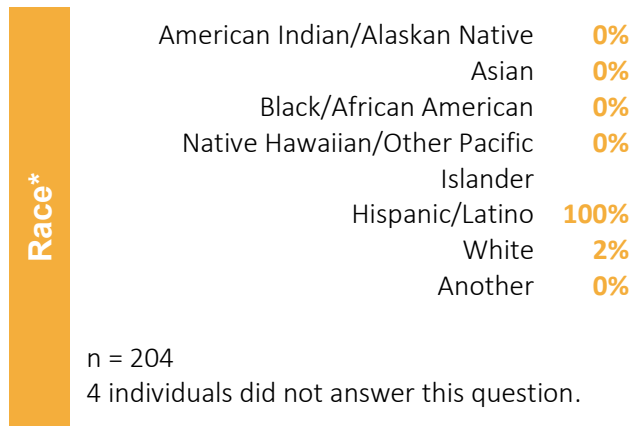 Race*
American Indian/Alaskan Native 0%
Asian 0%
Black/African American 0%
Native Hawaiian/Other Pacific 0%
Islander
Hispanic/Latino 100%
White 2%
Another 0%
n = 204
4 individuals did not answer this question.